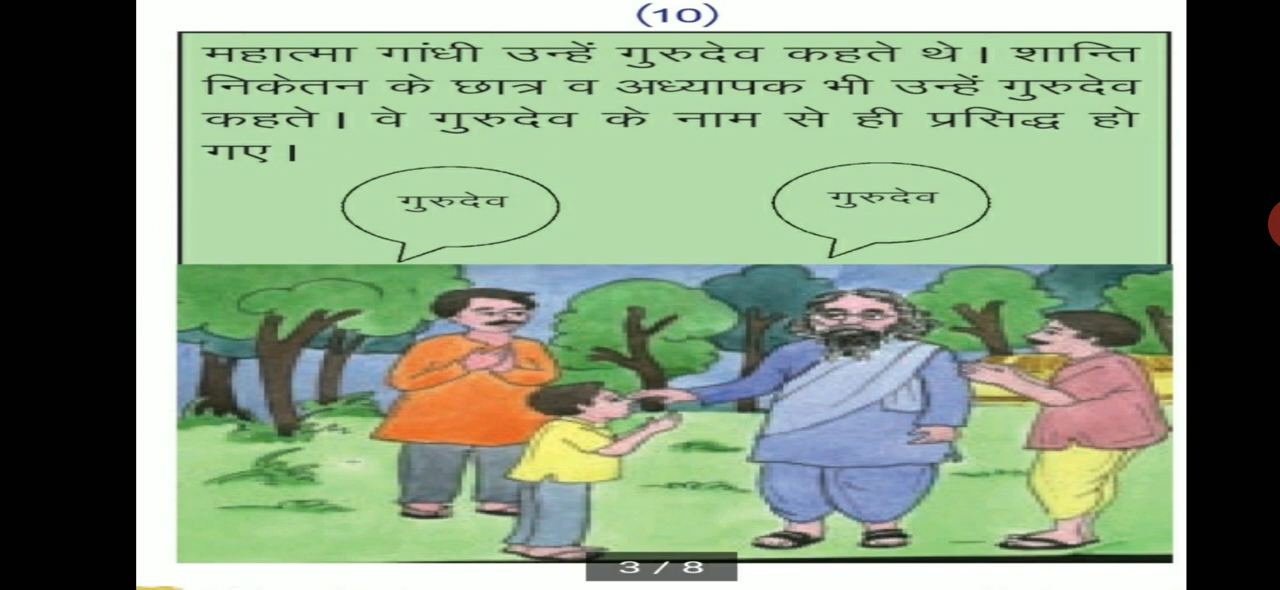 (10)
महात्मा गांधी उन्हें गुरुदेव कहते थे। शान्ति
निकेतन के छात्र व अध्यापक भी उन्हें गुरुदेव
कहते। वे गुरुदेव के नाम से ही प्रसिद्ध हो
गए।
गुरुदेव
गुरुदेव
3 / 8